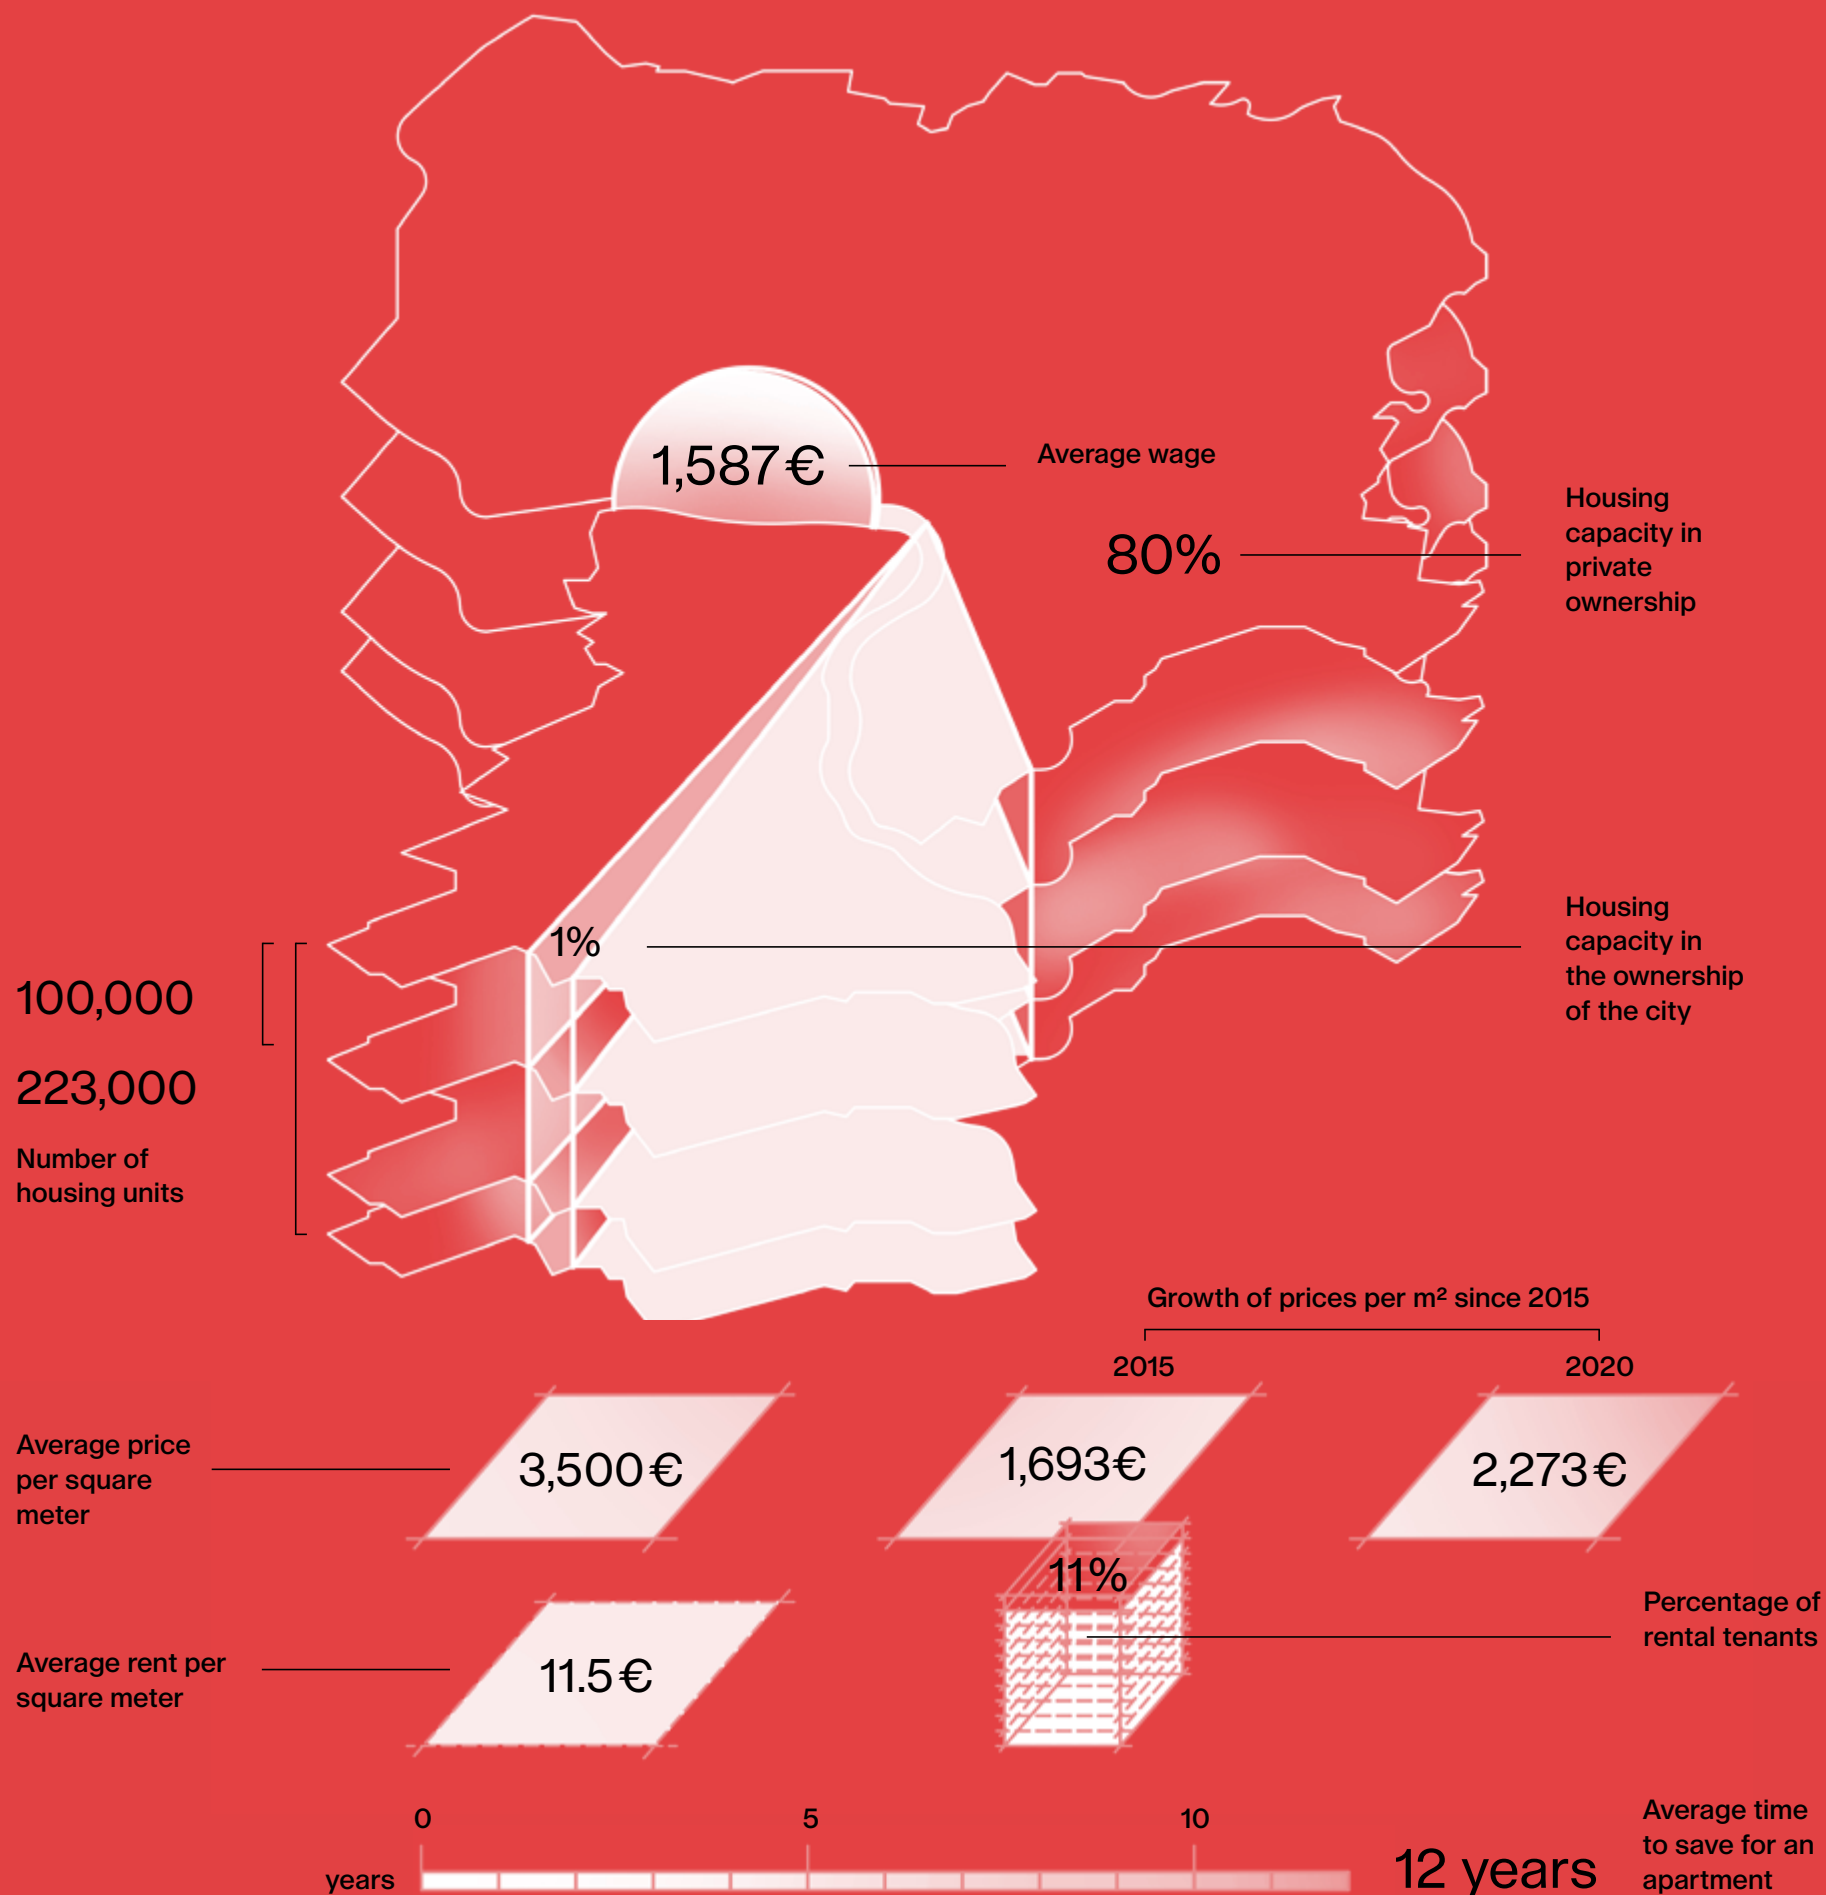 1,587 €
Average wage
80%
Housing
capacity in
private
ownership
1%
Housing
capacity in
the ownership
of the city
100,000
223,000
Number of
housing units
Growth of prices per m² since 2015
2015
2020
Average price
per square
meter
3,500 €
1,693€
2,273 €
11%
Percentage of
rental tenants
Average rent per
square meter
11.5 €
0
5
10
years
12 years
Average time
to save for an
apartment